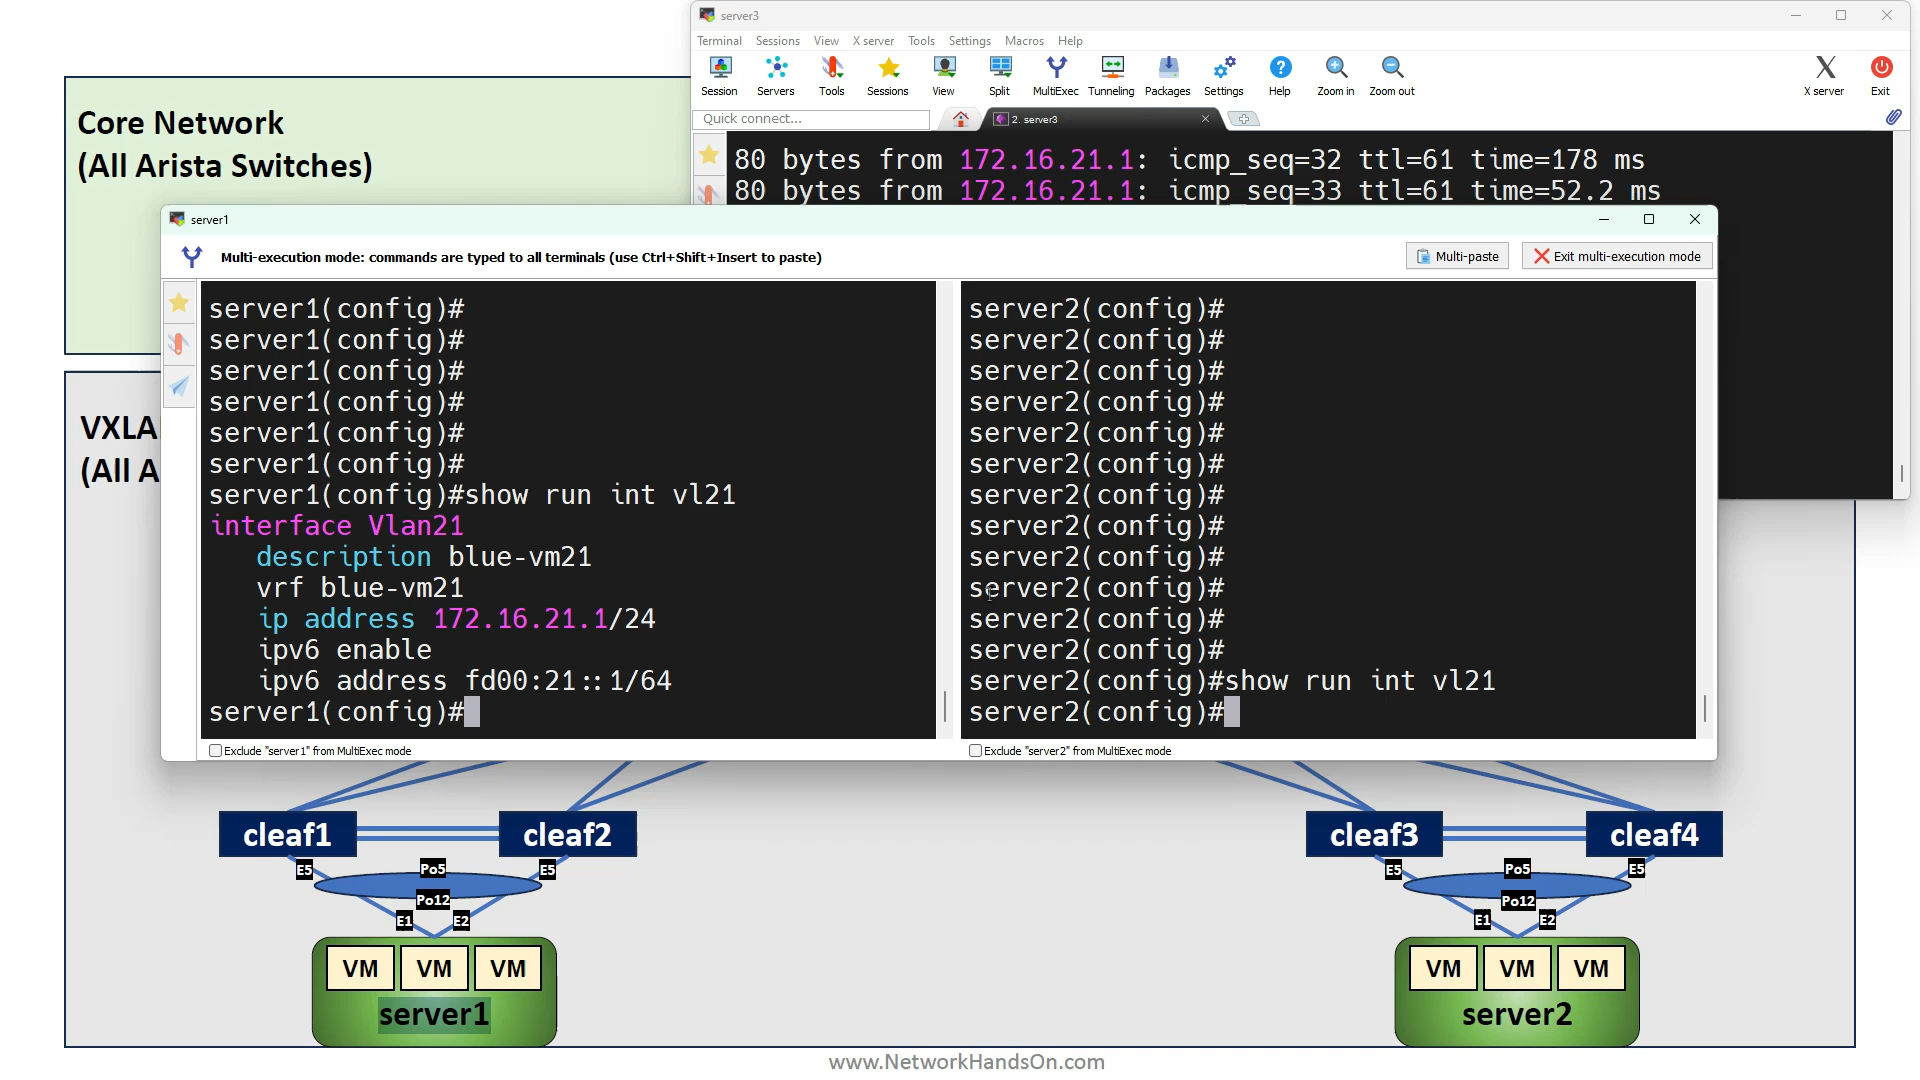 server3
Terminal Sessions View X server Tools Settings Macros Help
Session Servers Tools Sessions View Split MultiExec Tunneling Packages Settings Help Zoom in Zoom out X server Exit
Quick connect...
2. server3
80 bytes from 172.16.21.1: icmp_seq=32 ttl=61 time=178 ms
80 bytes from 172.16.21.1: icmp_seq=33 ttl=61 time=52.2 ms
Core Network
(All Arista Switches)
VXLA
(All A
server1
Multi-execution mode: commands are typed to all terminals (use Ctrl+Shift+Insert to paste)
Multi-paste
Exit multi-execution mode
server1(config)#
server1(config)#
server1(config)#
server1(config)#
server1(config)#
server1(config)#
server1(config)#show run int vl21
interface Vlan21
description blue-vm21
vrf blue-vm21
ip address 172.16.21.1/24
ipv6 enable
ipv6 address fd00:21::1/64
server1(config)#
Exclude "server1" from MultiExec mode
server2(config)#
server2(config)#
server2(config)#
server2(config)#
server2(config)#
server2(config)#
server2(config)#
server2(config)#
server2(config)#
server2(config)#
server2(config)#
server2(config)#
server2(config)#show run int vl21
server2(config)#
Exclude "server2" from MultiExec mode
cleaf1
cleaf2
E5 Po5 E5
Po12
E1 E2
VM VM VM
server1
cleaf3
cleaf4
E5 Po5 E5
Po12
E1 E2
VM VM VM
server2
www.NetworkHandsOn.com